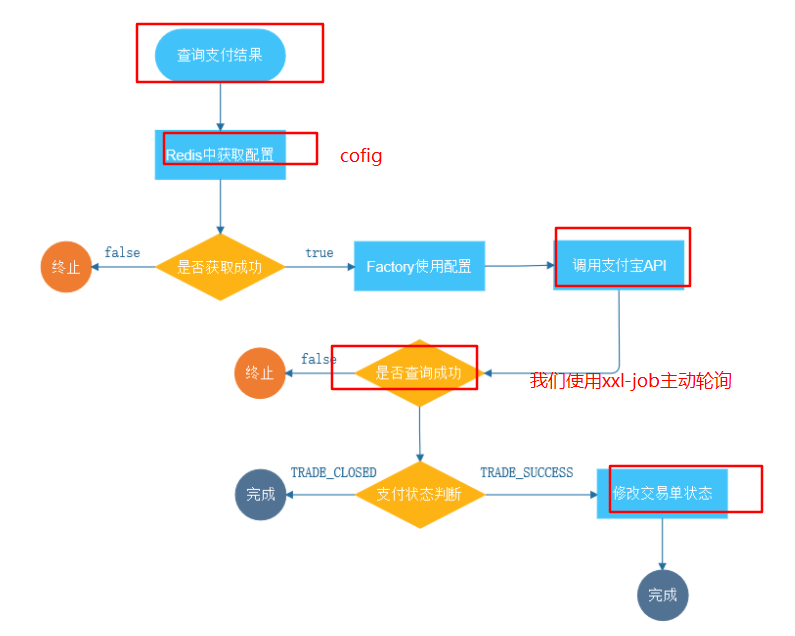 查询支付结果
Redis中获取配置
cofig
false
true
终止
是否获取成功
Factory使用配置
调用支付宝API
false
终止
是否查询成功
我们使用xxl-job主动轮询
TRADE_CLOSED
TRADE_SUCCESS
完成
支付状态判断
修改交易单状态
完成